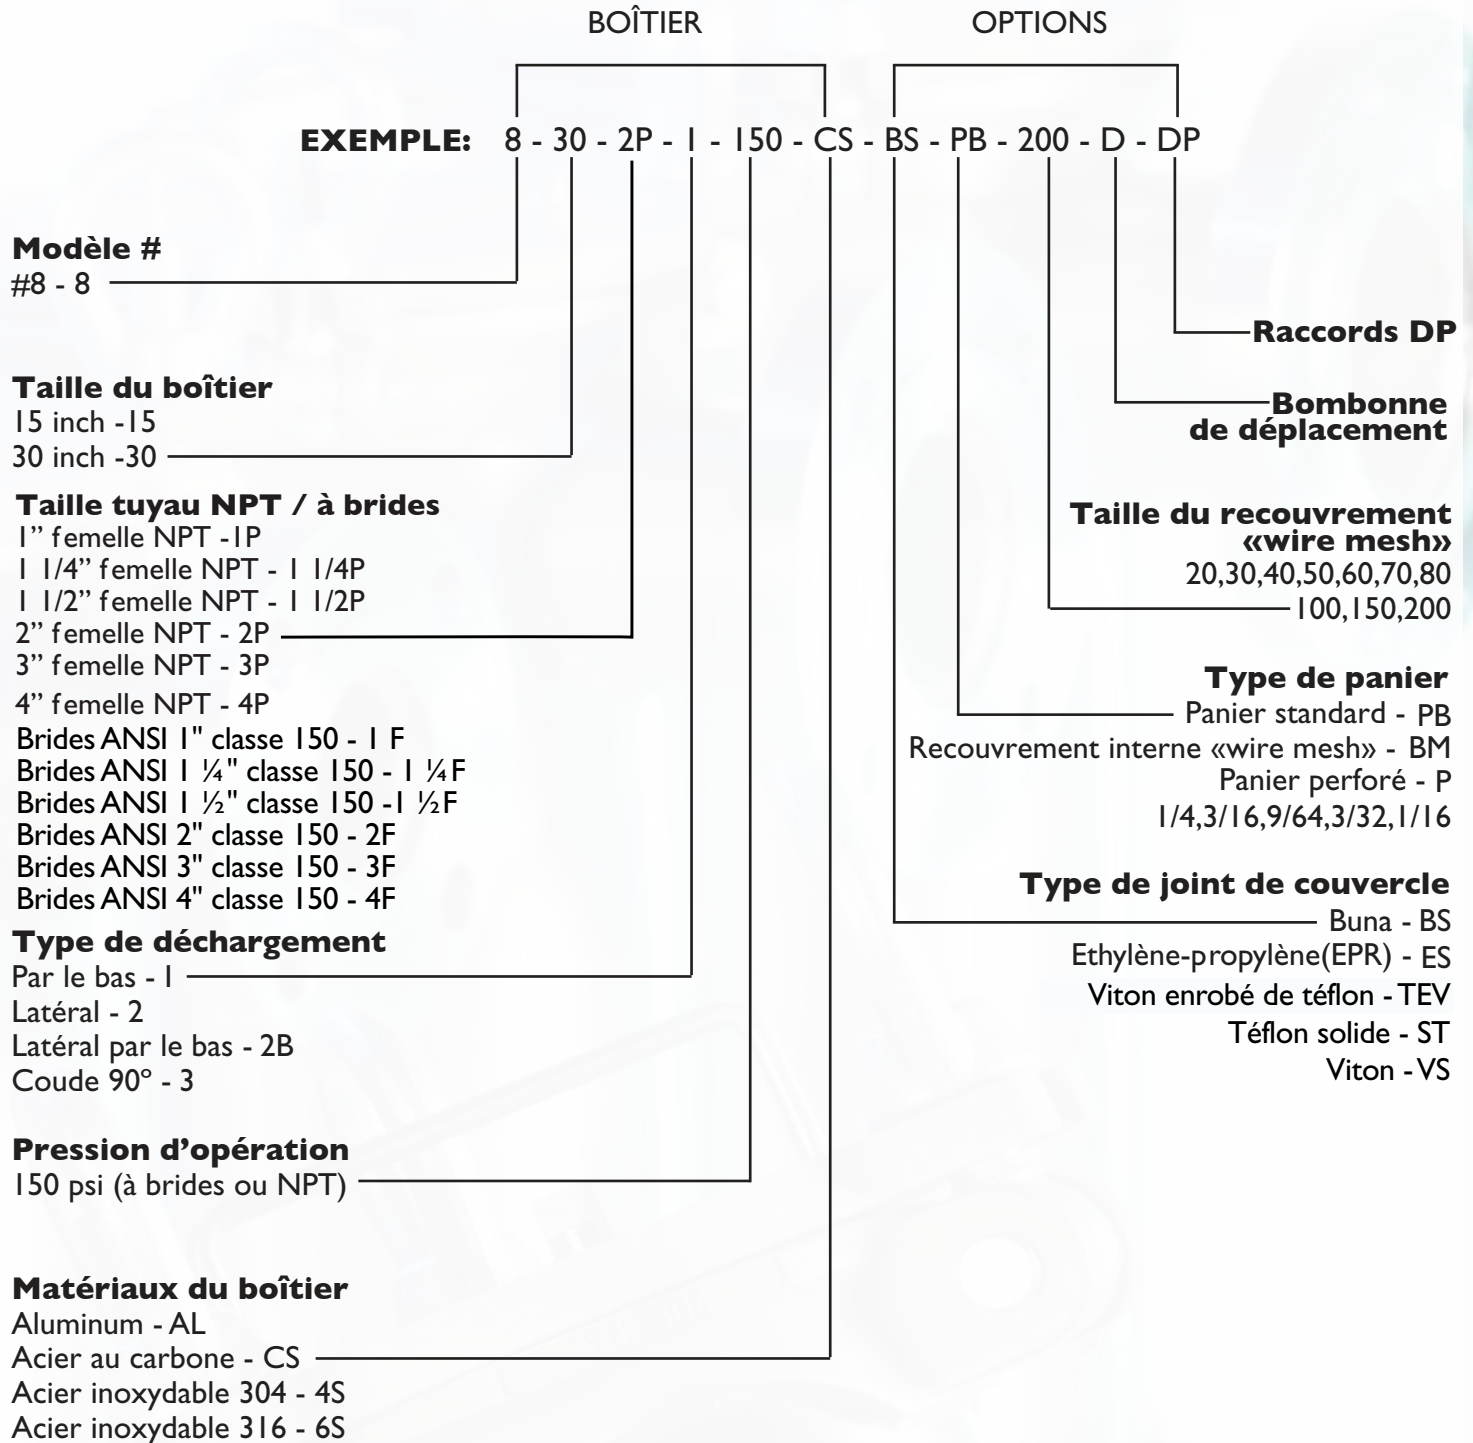 BOÎTIER
OPTIONS
EXEMPLE: 8 - 30 - 2P - 1 - 150 - CS - BS - PB - 200 - D - DP
Modèle #
#8 - 8
Taille du boîtier
15 inch -15
30 inch -30
Taille tuyau NPT / à brides
1” femelle NPT -1P
1 1/4” femelle NPT - 1 1/4P
1 1/2” femelle NPT - 1 1/2P
2” femelle NPT - 2P
3” femelle NPT - 3P
4” femelle NPT - 4P
Brides ANSI 1" classe 150 - 1 F
Brides ANSI 1 ¼" classe 150 - 1 ¼F
Brides ANSI 1 ½" classe 150 -1 ½F
Brides ANSI 2" classe 150 - 2F
Brides ANSI 3" classe 150 - 3F
Brides ANSI 4" classe 150 - 4F
Type de déchargement
Par le bas - 1
Latéral - 2
Latéral par le bas - 2B
Coude 90º - 3
Pression d’opération
150 psi (à brides ou NPT)
Matériaux du boîtier
Aluminum - AL
Acier au carbone - CS
Acier inoxydable 304 - 4S
Acier inoxydable 316 - 6S
Raccords DP
Bombonne
de déplacement
Taille du recouvrement
«wire mesh»
20,30,40,50,60,70,80
100,150,200
Type de panier
Panier standard - PB
Recouvrement interne «wire mesh» - BM
Panier perforé - P
1/4,3/16,9/64,3/32,1/16
Type de joint de couvercle
Buna - BS
Ethylène-propylène(EPR) - ES
Viton enrobé de téflon - TEV
Téflon solide - ST
Viton - VS